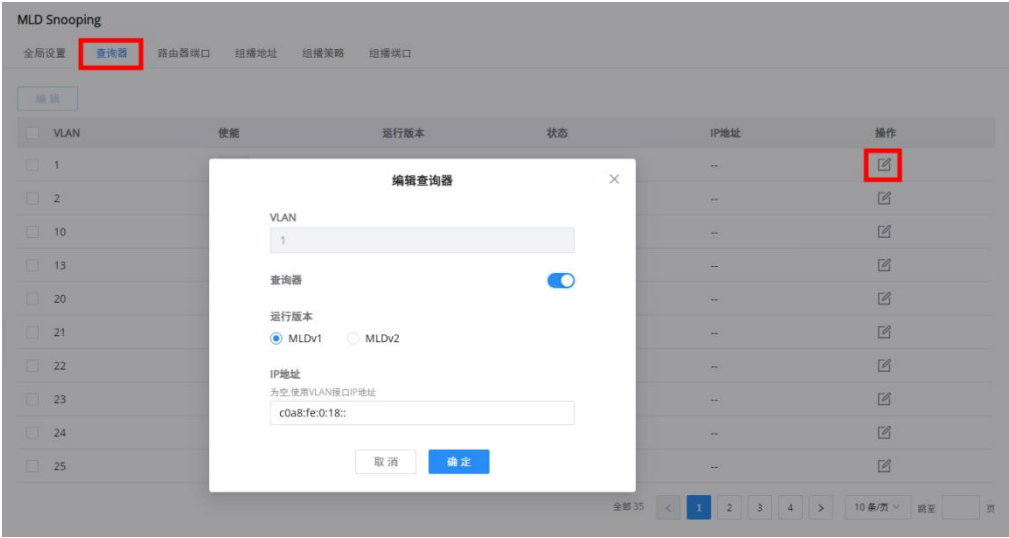 MLD Snooping
全局设置 查询器 路由器端口 组播地址 组播策略 组播端口
编辑
VLAN 使能 运行版本 状态 IP地址 操作
1 --
2 --
10 --
13 --
20 --
21 --
22 --
23 --
24 --
25 --
编辑查询器
VLAN
1
查询器
运行版本
MLDv1 MLDv2
IP地址
为空,使用VLAN接口IP地址
c0a8:fe:0:18::
取消 确定
全部 35 < 1 2 3 4 > 10 条/页 跳至 页